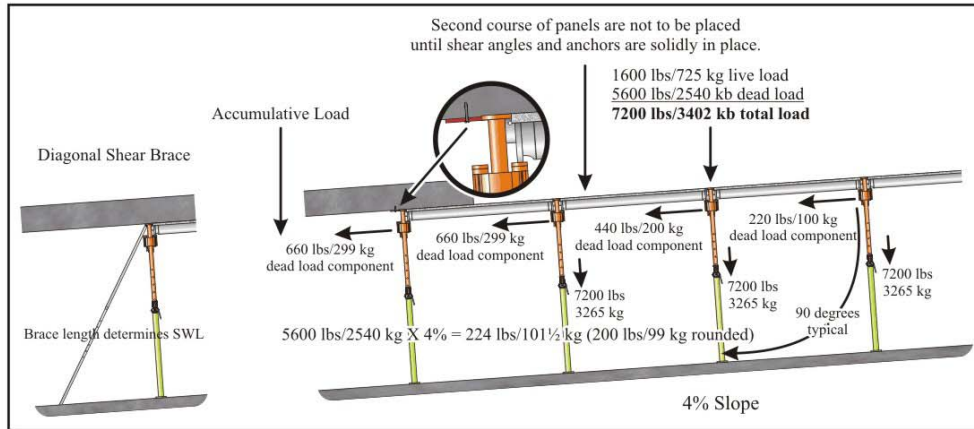 Second course of panels are not to be placed
until shear angles and anchors are solidly in place.
1600 lbs/725 kg live load
5600 lbs/2540 kb dead load
7200 lbs/3402 kb total load
Accumulative Load
Diagonal Shear Brace
660 lbs/299 kg
dead load component
660 lbs/299 kg
dead load component
440 lbs/200 kg
dead load component
220 lbs/100 kg
dead load component
7200 lbs
3265 kg
7200 lbs
3265 kg
7200 lbs
3265 kg
90 degrees
typical
Brace length determines SWL
5600 lbs/2540 kg X 4% = 224 lbs/101½ kg (200 lbs/99 kg rounded)
4% Slope